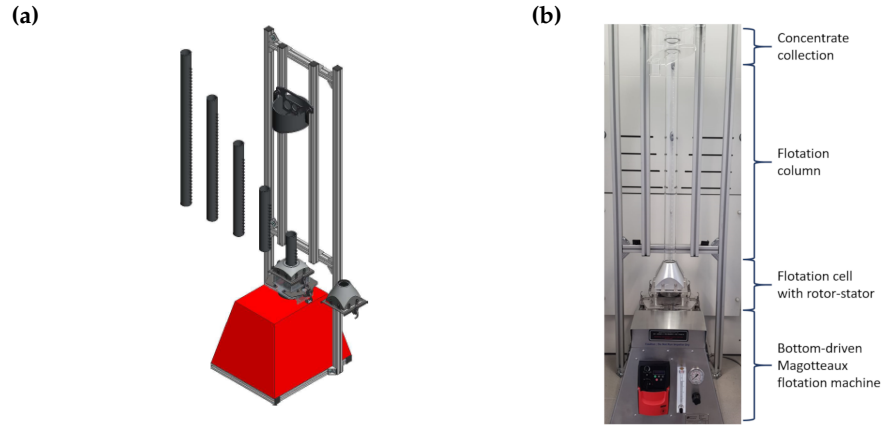 (a)
(b)
Concentrate
collection
Flotation
column
Flotation cell
with rotor-stator
Bottom-driven
Magotteaux
flotation machine